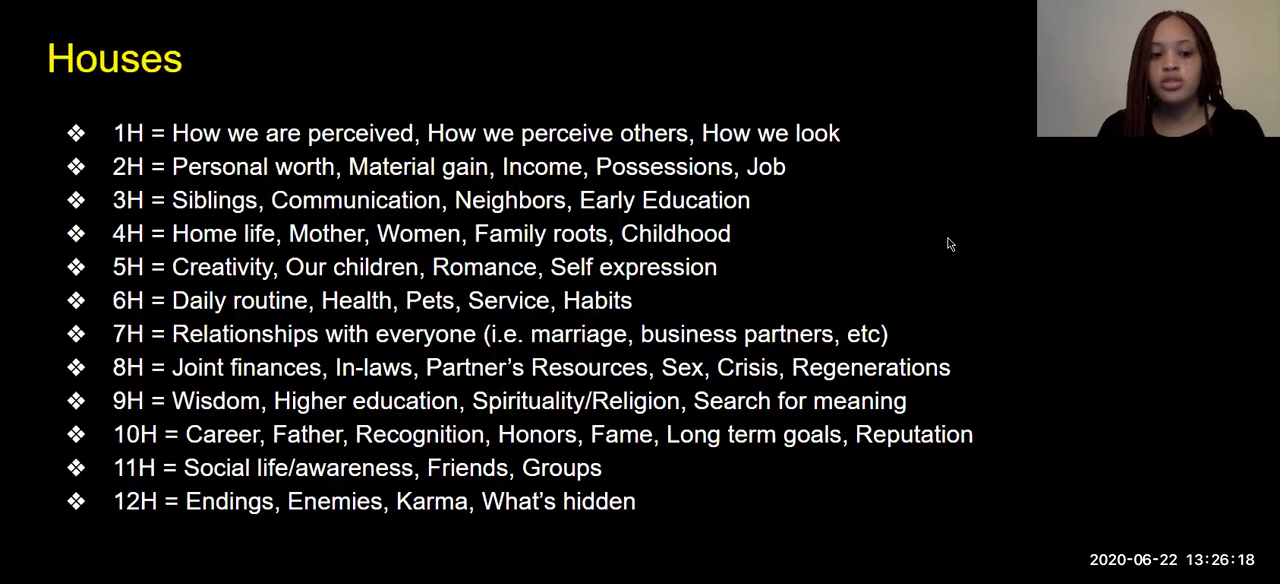 Houses
❖ 1H = How we are perceived, How we perceive others, How we look
❖ 2H = Personal worth, Material gain, Income, Possessions, Job
❖ 3H = Siblings, Communication, Neighbors, Early Education
❖ 4H = Home life, Mother, Women, Family roots, Childhood
❖ 5H = Creativity, Our children, Romance, Self expression
❖ 6H = Daily routine, Health, Pets, Service, Habits
❖ 7H = Relationships with everyone (i.e. marriage, business partners, etc)
❖ 8H = Joint finances, In-laws, Partner’s Resources, Sex, Crisis, Regenerations
❖ 9H = Wisdom, Higher education, Spirituality/Religion, Search for meaning
❖ 10H = Career, Father, Recognition, Honors, Fame, Long term goals, Reputation
❖ 11H = Social life/awareness, Friends, Groups
❖ 12H = Endings, Enemies, Karma, What’s hidden
2020-06-22 13:26:18